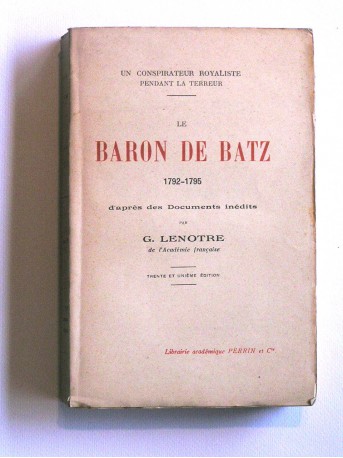 UN CONSPIRATEUR ROYALISTE
PENDANT LA TERREUR
LE
BARON DE BATZ
1792-1795
d'après des Documents inédits
PAR
G. LENOTRE
de l'Académie française
TRENTE ET UNIÈME ÉDITION
Librairie académique PERRIN et Cie